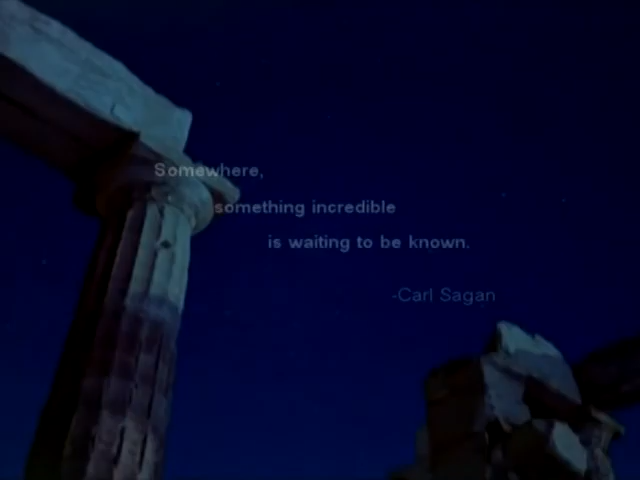 Somewhere,
something incredible
is waiting to be known.
-Carl Sagan